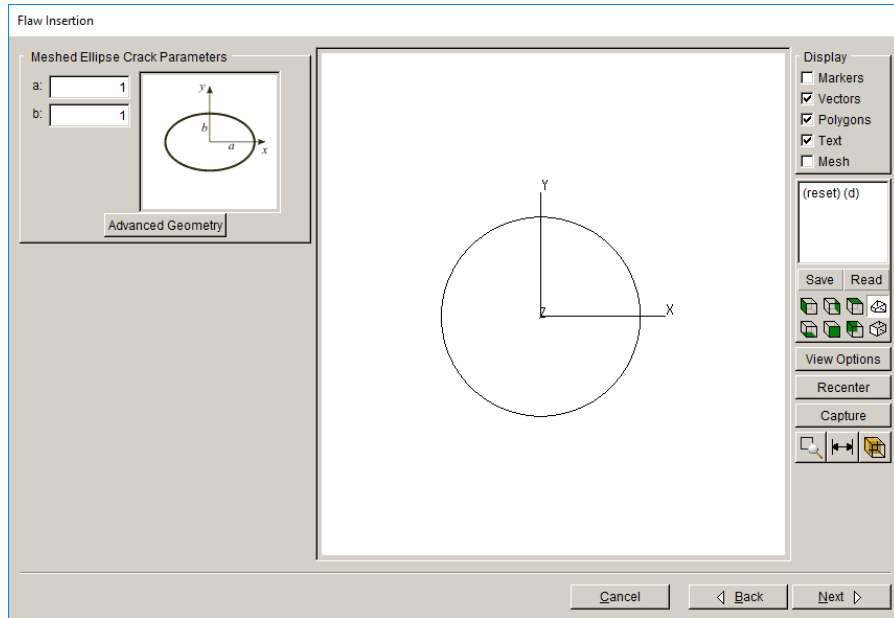 Flaw Insertion
Meshed Ellipse Crack Parameters
a: 1
b: 1
y
b
a
x
Advanced Geometry
Y
Z
X
Display
Markers
Vectors
Polygons
Text
Mesh
(reset) (d)
Save Read
View Options
Recenter
Capture
Cancel
Back
Next